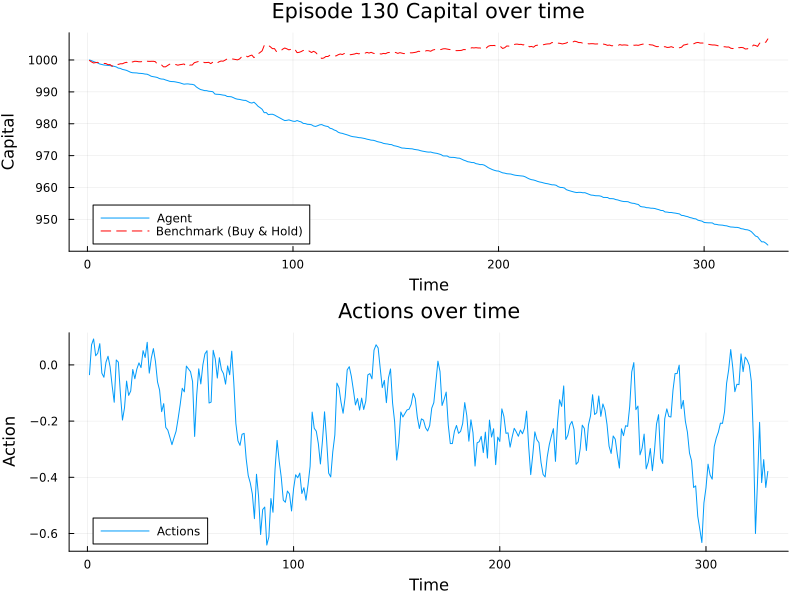 Episode 130 Capital over time
Capital
1000
990
980
970
960
950
Agent
Benchmark (Buy & Hold)
0
100
200
300
Time
Actions over time
Action
0.0
−0.2
−0.4
−0.6
Actions
0
100
200
300
Time